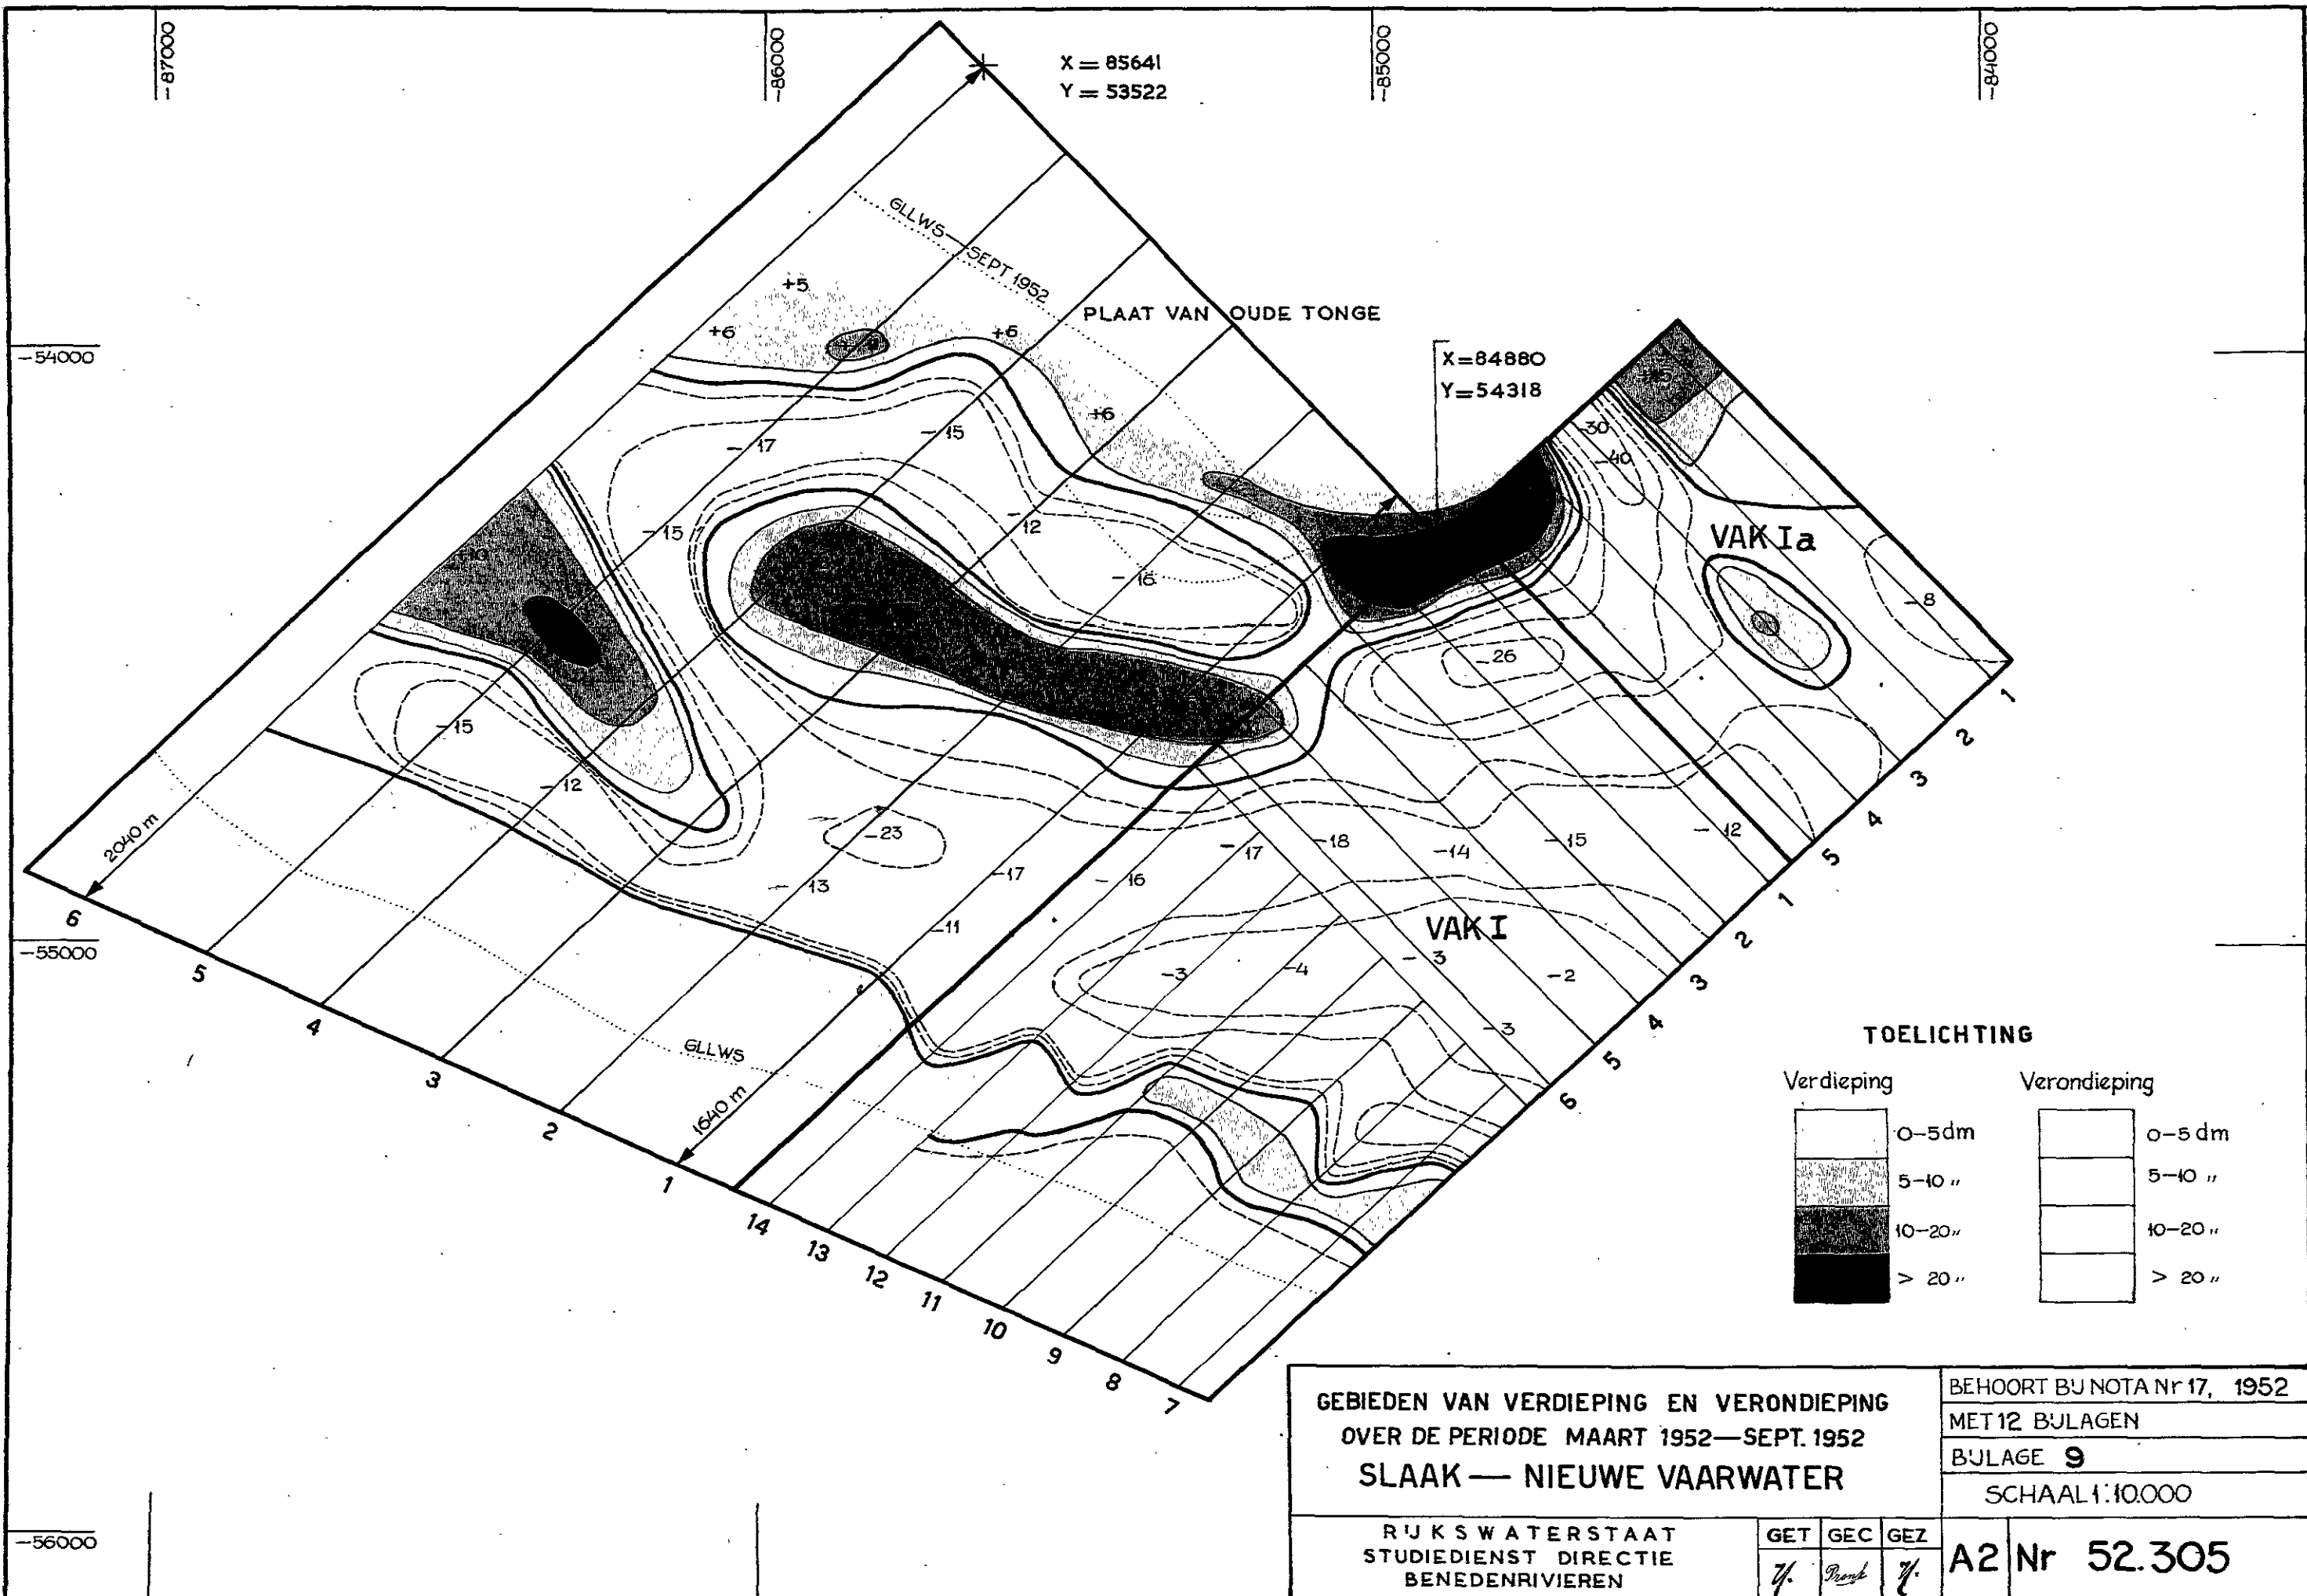 -87000
-86000
-85000
-84000
X = 85641
Y = 53522
GLLWS-SEPT 1952
PLAAT VAN OUDE TONGE
-54000
X=84880
Y=54318
+5
+6
+6
+6
-17
-15
-30
-40
-15
-12
-16
VAK Ia
-8
-26
-15
-12
-23
-13
-17
-11
-16
-17
-18
-14
-15
-12
VAK I
-3
-4
-3
-2
-3
2040 m
1640 m
GLLWS
-55000
6
5
4
3
2
1
14
13
12
11
10
9
8
7
1
2
3
4
5
1
2
3
4
5
6
TOELICHTING
Verdieping Verondieping
0-5dm 0-5dm
5-10 " 5-10 "
10-20 " 10-20 "
> 20 " > 20 "
-56000
GEBIEDEN VAN VERDIEPING EN VERONDIEPING
OVER DE PERIODE MAART 1952—SEPT. 1952
SLAAK — NIEUWE VAARWATER
BEHOORT BIJ NOTA Nr 17, 1952
MET 12 BIJLAGEN
BIJLAGE 9
SCHAAL 1:10.000
RIJKSWATERSTAAT
STUDIEDIENST DIRECTIE
BENEDENRIVIEREN
GET GEC GEZ
A2 Nr 52.305